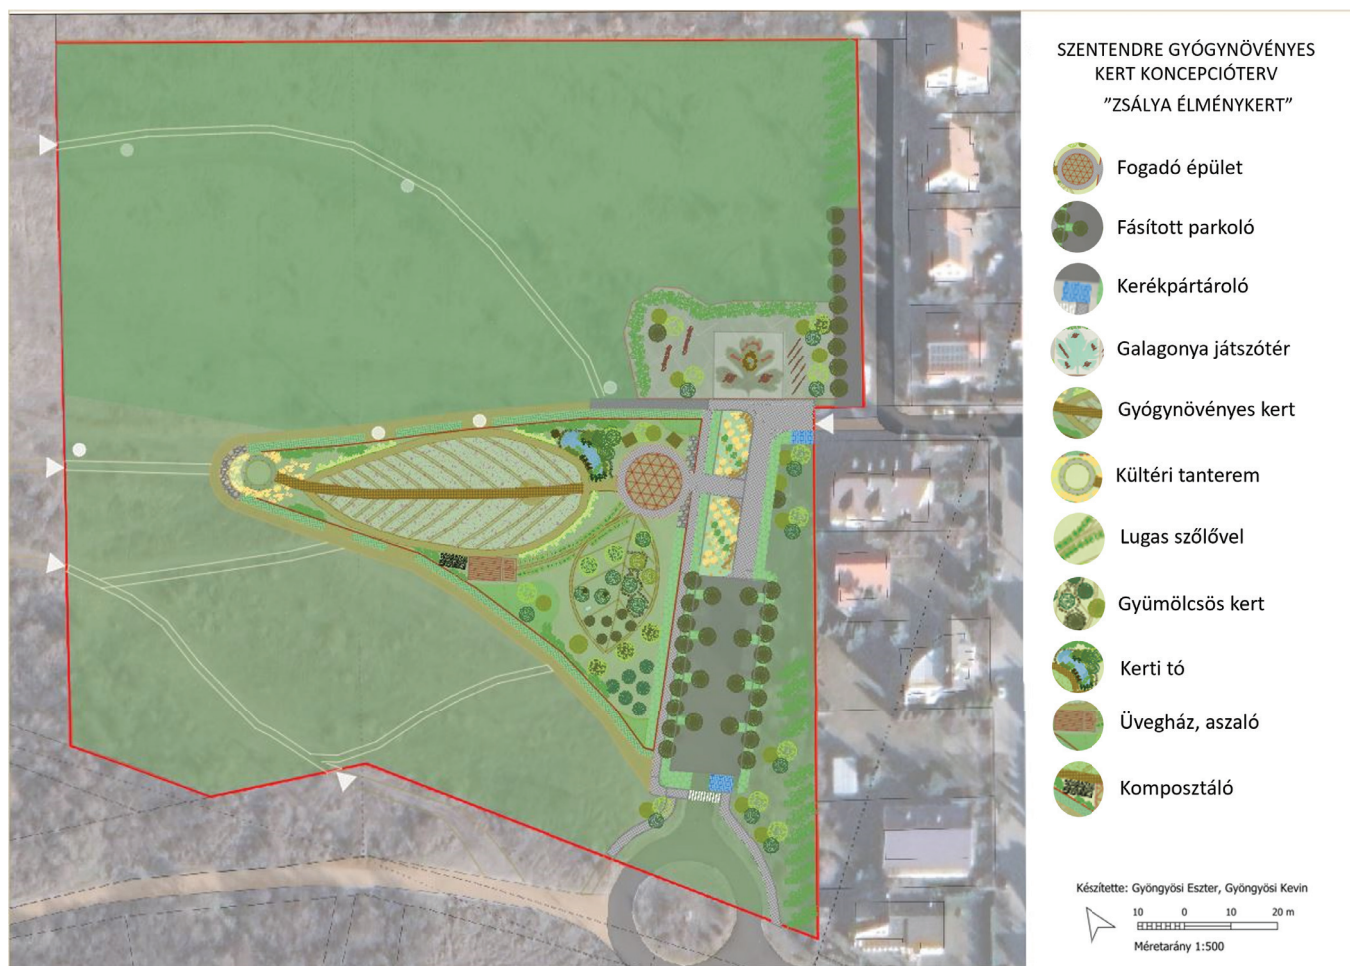 SZENTENDRE GYÓGYNÖVÉNYES
KERT KONCEPCIÓTERV
”ZSÁLYA ÉLMÉNYKERT”
Fogadó épület
Fásított parkoló
Kerékpártároló
Galagonya játszótér
Gyógynövényes kert
Kültéri tanterem
Lugas szőlővel
Gyümölcsös kert
Kerti tó
Üvegház, aszaló
Komposztáló
Készítette: Gyöngyösi Eszter, Gyöngyösi Kevin
10 0 10 20 m
Méretarány 1:500